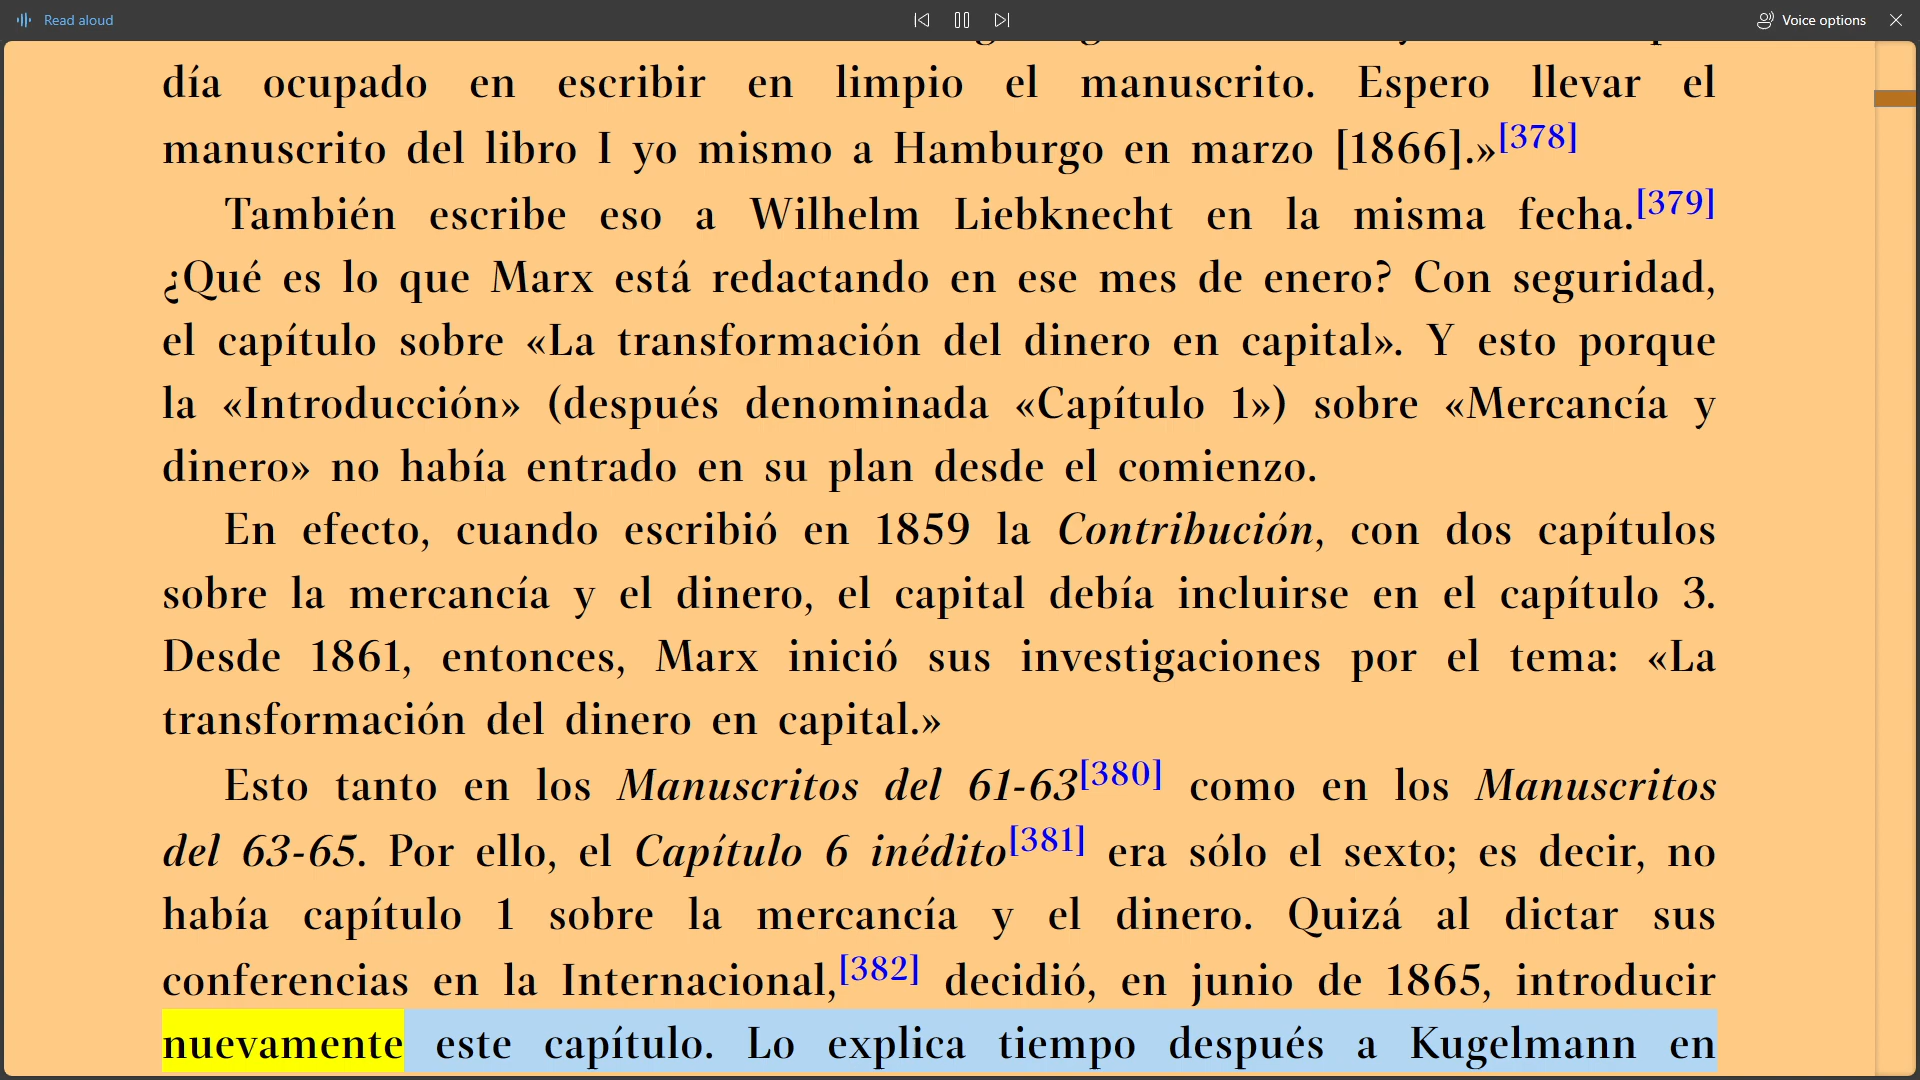 Read aloud
Voice options
día ocupado en escribir en limpio el manuscrito. Espero llevar el
manuscrito del libro I yo mismo a Hamburgo en marzo [1866].»[378]
También escribe eso a Wilhelm Liebknecht en la misma fecha.[379]
¿Qué es lo que Marx está redactando en ese mes de enero? Con seguridad,
el capítulo sobre «La transformación del dinero en capital». Y esto porque
la «Introducción» (después denominada «Capítulo 1») sobre «Mercancía y
dinero» no había entrado en su plan desde el comienzo.
En efecto, cuando escribió en 1859 la Contribución, con dos capítulos
sobre la mercancía y el dinero, el capital debía incluirse en el capítulo 3.
Desde 1861, entonces, Marx inició sus investigaciones por el tema: «La
transformación del dinero en capital.»
Esto tanto en los Manuscritos del 61-63[380] como en los Manuscritos
del 63-65. Por ello, el Capítulo 6 inédito[381] era sólo el sexto; es decir, no
había capítulo 1 sobre la mercancía y el dinero. Quizá al dictar sus
conferencias en la Internacional,[382] decidió, en junio de 1865, introducir
nuevamente este capítulo. Lo explica tiempo después a Kugelmann en